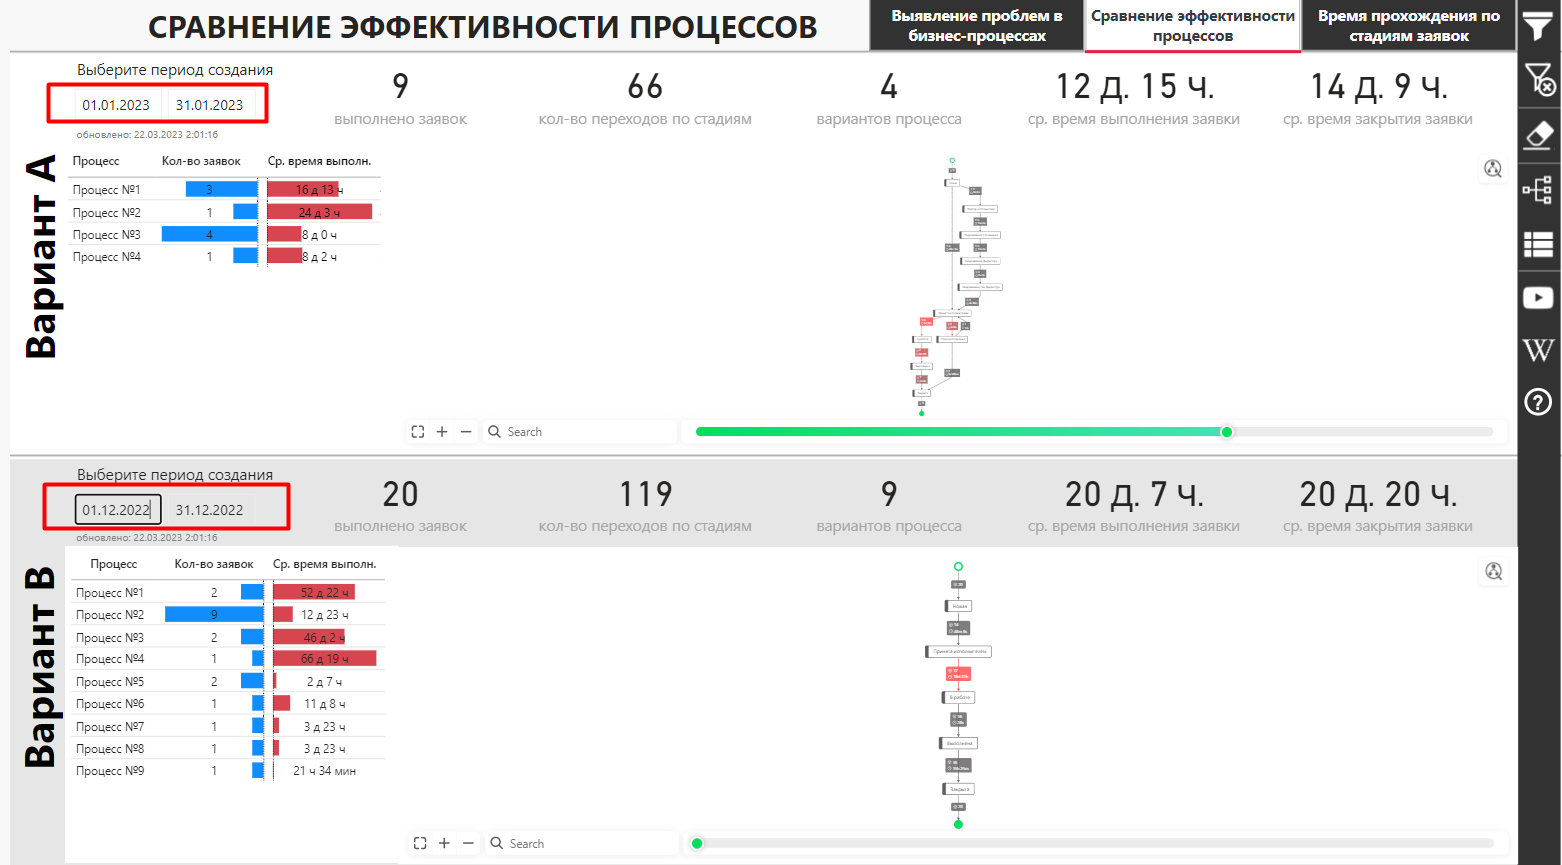 СРАВНЕНИЕ ЭФФЕКТИВНОСТИ ПРОЦЕССОВ
Выявление проблем в
бизнес-процессах
Сравнение эффективности
процессов
Время прохождения по
стадиям заявок
Вариант A
Выберите период создания
01.01.2023 31.01.2023
обновлено: 22.03.2023 2:01:16
9
выполнено заявок
66
кол-во переходов по стадиям
4
вариантов процесса
12 д. 15 ч.
ср. время выполнения заявки
14 д. 9 ч.
ср. время закрытия заявки
Процесс Кол-во заявок Ср. время выполн.
Процесс №1 3 16 д 13 ч
Процесс №2 1 24 д 3 ч
Процесс №3 4 8 д 0 ч
Процесс №4 1 8 д 2 ч
Search
Вариант B
Выберите период создания
01.12.2022 31.12.2022
обновлено: 22.03.2023 2:01:16
20
выполнено заявок
119
кол-во переходов по стадиям
9
вариантов процесса
20 д. 7 ч.
ср. время выполнения заявки
20 д. 20 ч.
ср. время закрытия заявки
Процесс Кол-во заявок Ср. время выполн.
Процесс №1 2 52 д 22 ч
Процесс №2 9 12 д 23 ч
Процесс №3 2 46 д 2 ч
Процесс №4 1 66 д 19 ч
Процесс №5 2 2 д 7 ч
Процесс №6 1 11 д 8 ч
Процесс №7 1 3 д 23 ч
Процесс №8 1 3 д 23 ч
Процесс №9 1 21 ч 34 мин
20
Новая
14
Принята исполнителем
17
В работе
Выполнена
Закрыта
20
Search
W
?